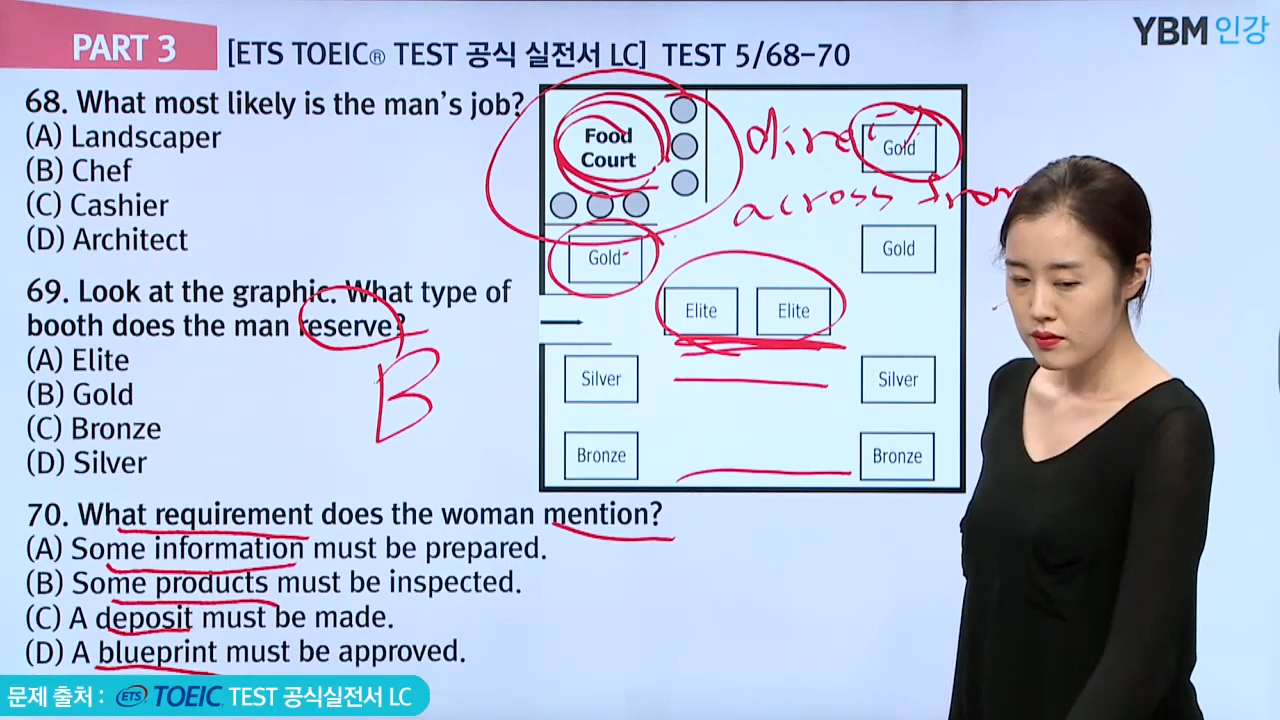 PART 3
[ETS TOEIC® TEST 공식 실전서 LC] TEST 5/68-70
YBM 인강
68. What most likely is the man's job?
(A) Landscaper
(B) Chef
(C) Cashier
(D) Architect
69. Look at the graphic. What type of
booth does the man reserve?
(A) Elite
(B) Gold
(C) Bronze
(D) Silver
B
70. What requirement does the woman mention?
(A) Some information must be prepared.
(B) Some products must be inspected.
(C) A deposit must be made.
(D) A blueprint must be approved.
Food
Court
Gold
across from
Gold
Gold
Elite
Elite
Silver
Silver
Bronze
Bronze
문제 출처 : ETS TOEIC TEST 공식실전서 LC